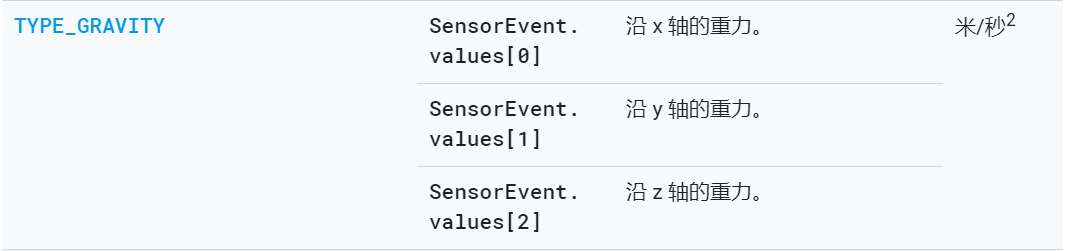 TYPE_GRAVITY
SensorEvent.
values[0]
沿 x 轴的重力。
米/秒²
SensorEvent.
values[1]
沿 y 轴的重力。
SensorEvent.
values[2]
沿 z 轴的重力。